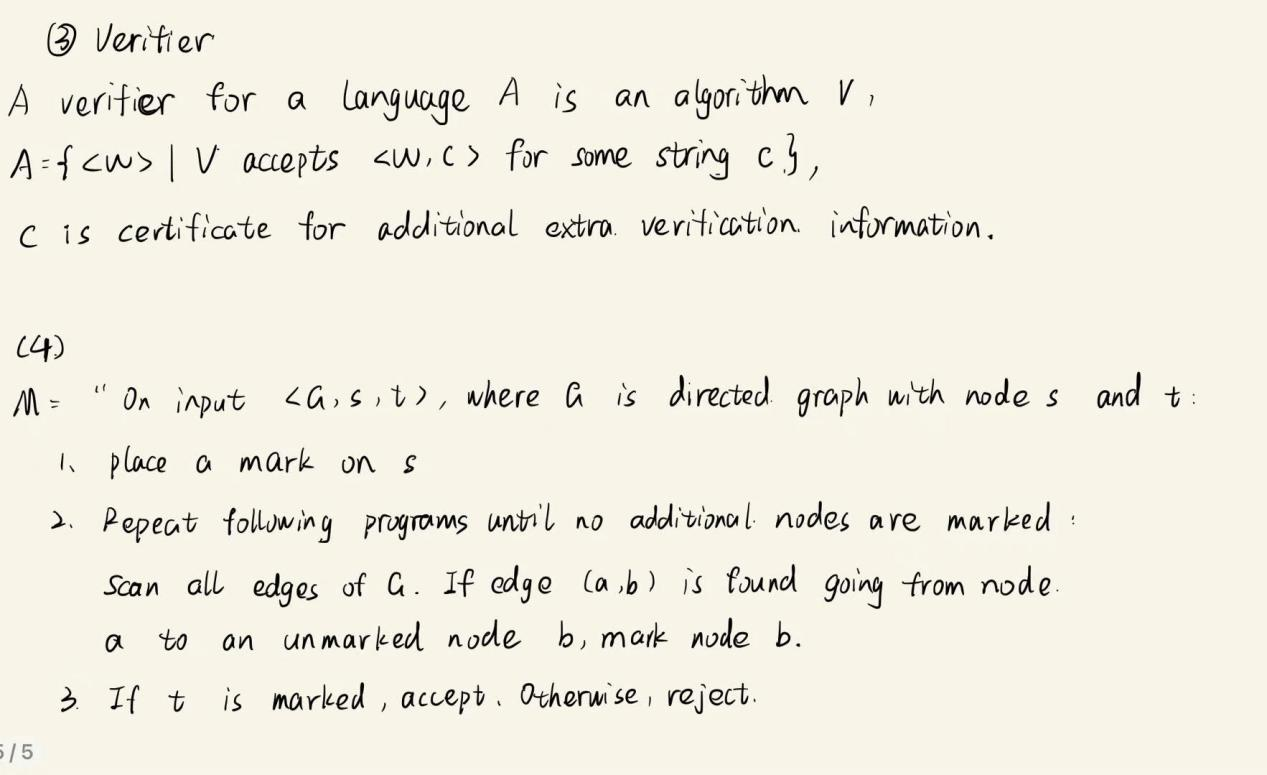 ③ Verifier
A verifier for a language A is an algorithm V,
A={<w> | V accepts <w,c> for some string c},
c is certificate for additional extra verification information.
(4)
M= "On input <G,s,t>, where G is directed graph with node s and t:
1、place a mark on s
2. Repeat following programs until no additional nodes are marked:
Scan all edges of G. If edge (a,b) is found going from node
a to an unmarked node b, mark node b.
3. If t is marked, accept. Otherwise, reject.
5/5